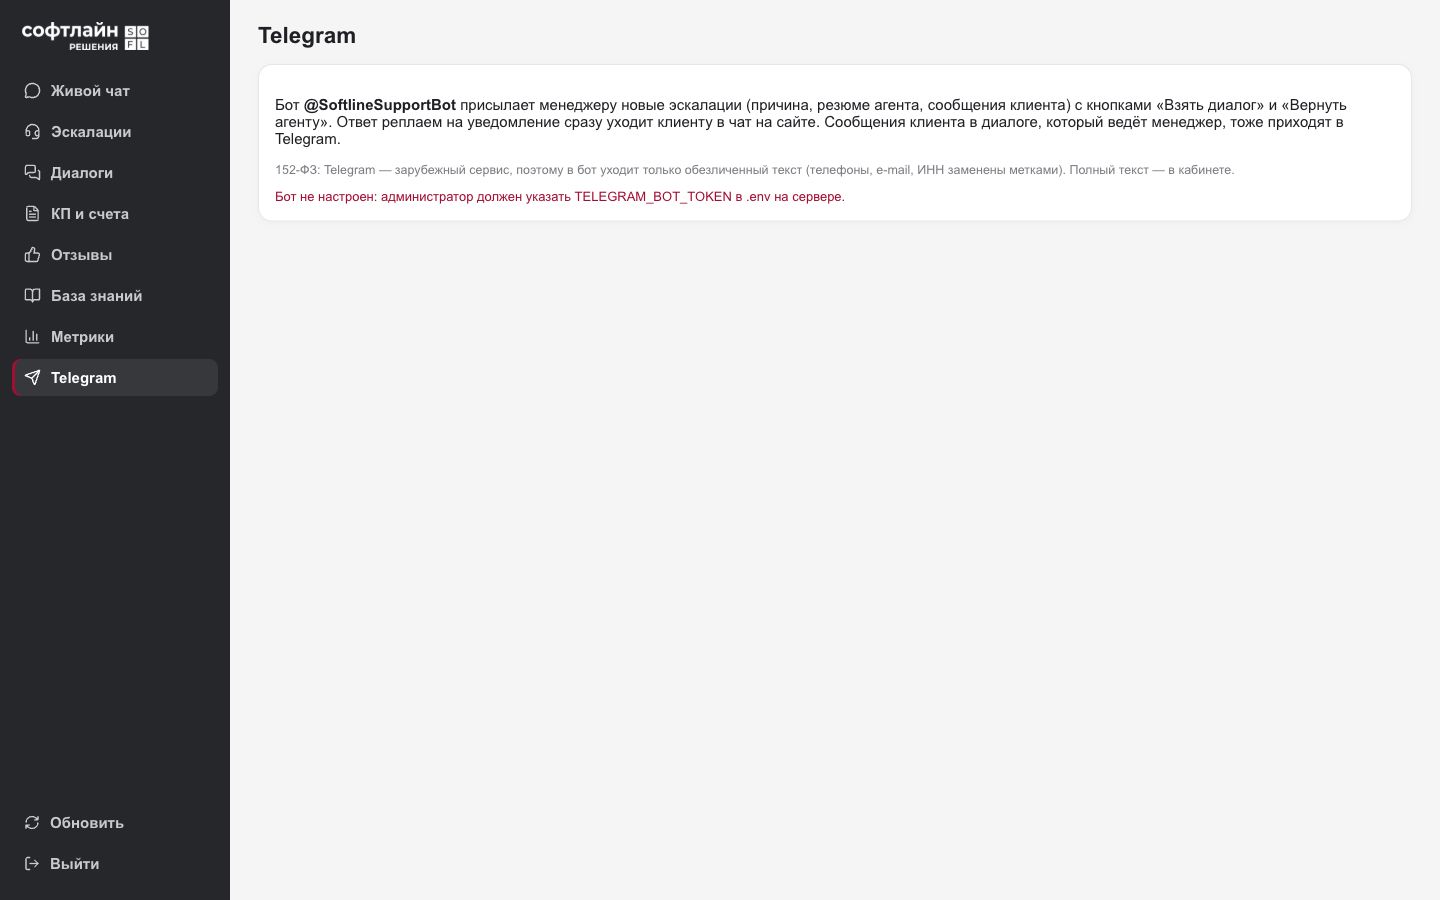 софтлайн
решения
SO
FL
Живой чат
Эскалации
Диалоги
КП и счета
Отзывы
База знаний
Метрики
Telegram
Обновить
Выйти
Telegram
Бот @SoftlineSupportBot присылает менеджеру новые эскалации (причина, резюме агента, сообщения клиента) с кнопками «Взять диалог» и «Вернуть
агенту». Ответ реплаем на уведомление сразу уходит клиенту в чат на сайте. Сообщения клиента в диалоге, который ведёт менеджер, тоже приходят в
Telegram.
152-ФЗ: Telegram — зарубежный сервис, поэтому в бот уходит только обезличенный текст (телефоны, e-mail, ИНН заменены метками). Полный текст — в кабинете.
Бот не настроен: администратор должен указать TELEGRAM_BOT_TOKEN в .env на сервере.